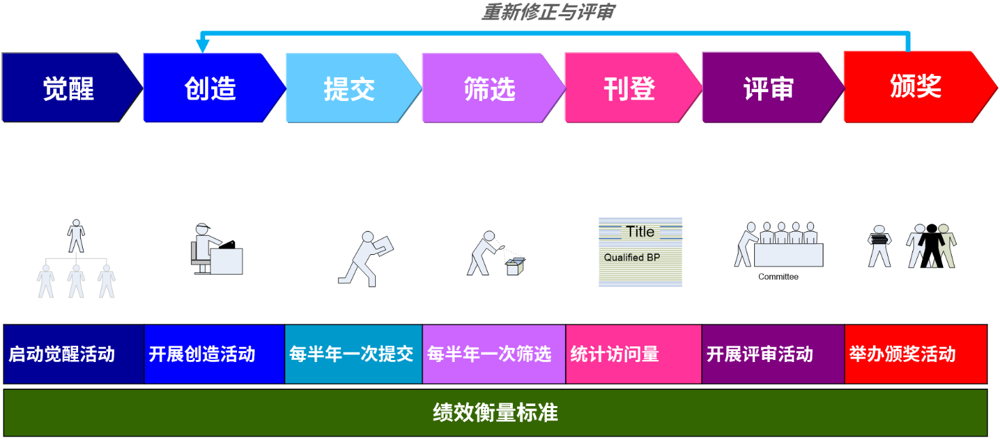 重新修正与评审
觉醒
创造
提交
筛选
刊登
评审
颁奖
Title
Qualified BP
Committee
启动觉醒活动
开展创造活动
每半年一次提交
每半年一次筛选
统计访问量
开展评审活动
举办颁奖活动
绩效衡量标准